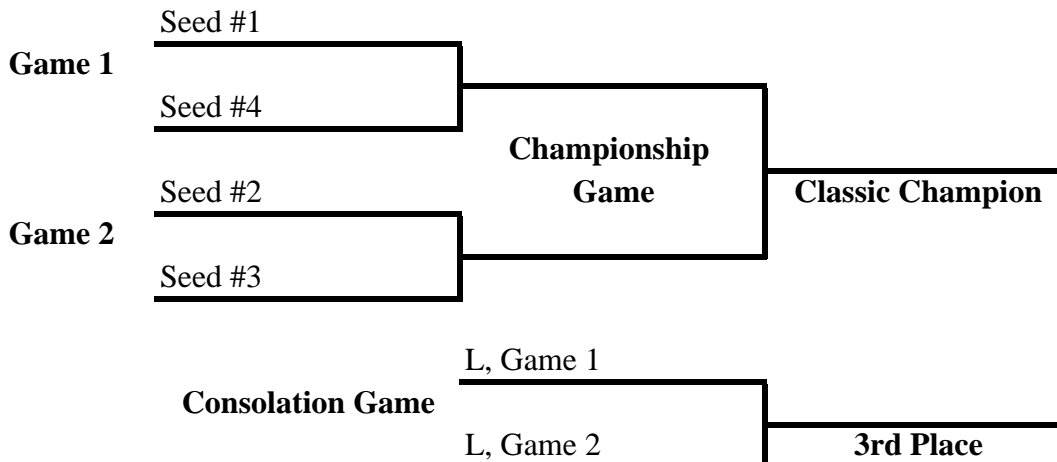 Seed #1
Game 1
Seed #4
Championship
Game
Seed #2
Classic Champion
Game 2
Seed #3
L, Game 1
Consolation Game
L, Game 2
3rd Place